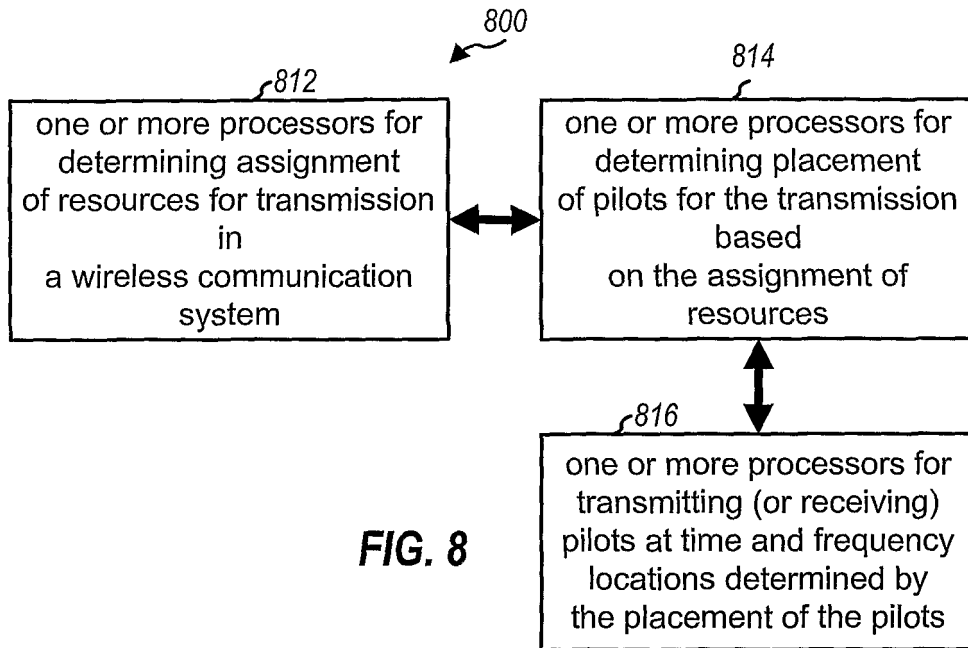 800
812
one or more processors for
determining assignment
of resources for transmission
in
a wireless communication
system
814
one or more processors for
determining placement
of pilots for the transmission
based
on the assignment of
resources
816
one or more processors for
transmitting (or receiving)
pilots at time and frequency
locations determined by
the placement of the pilots
FIG. 8